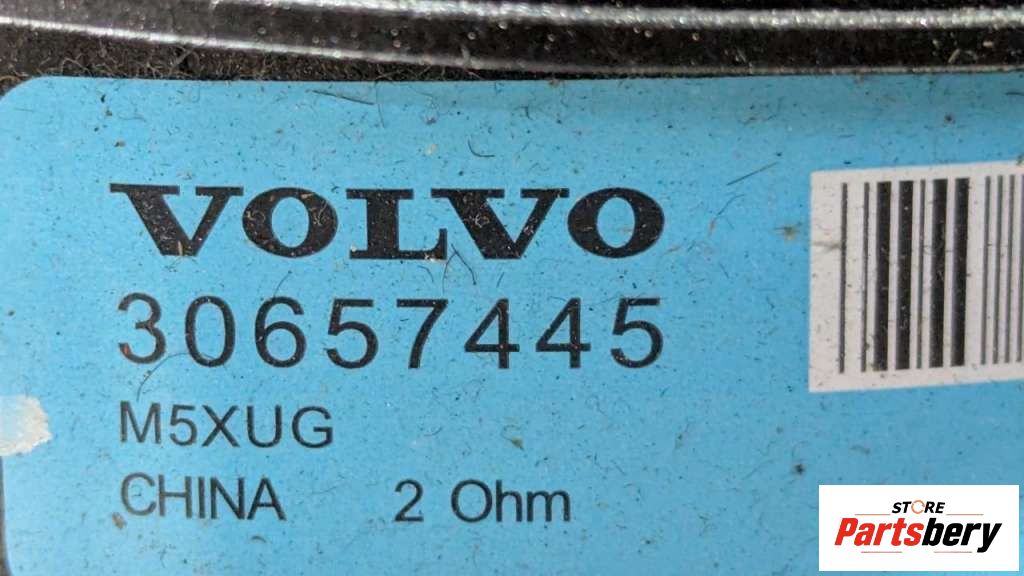 VOLVO
30657445
M5XUG
CHINA 2 Ohm
STORE
Partsbery